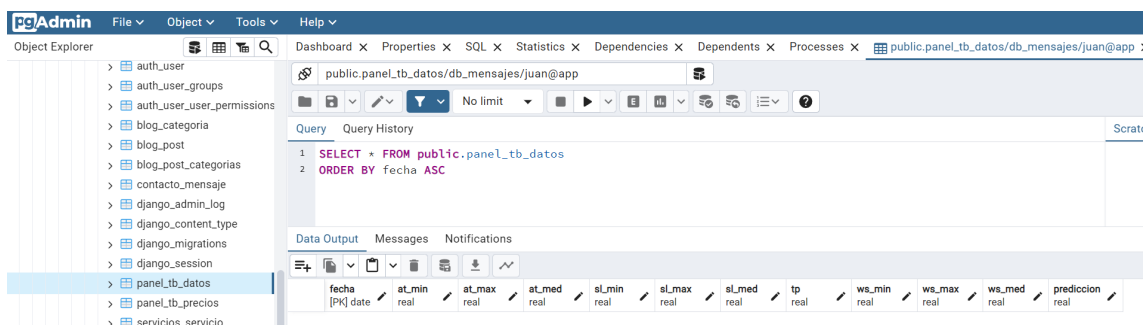 pgAdmin File Object Tools Help
Object Explorer
Dashboard X Properties X SQL X Statistics X Dependencies X Dependents X Processes X public.panel_tb_datos/db_mensajes/juan@app
auth_user
auth_user_groups
auth_user_user_permissions
blog_categoria
blog_post
blog_post_categorias
contacto_mensaje
django_admin_log
django_content_type
django_migrations
django_session
panel_tb_datos
panel_tb_precios
servicios_servicio
public.panel_tb_datos/db_mensajes/juan@app
No limit
Query Query History
1 SELECT * FROM public.panel_tb_datos
2 ORDER BY fecha ASC
Data Output Messages Notifications
fecha at_min at_max at_med sl_min sl_max sl_med tp ws_min ws_max ws_med prediccion
[PK] date real real real real real real real real real real real